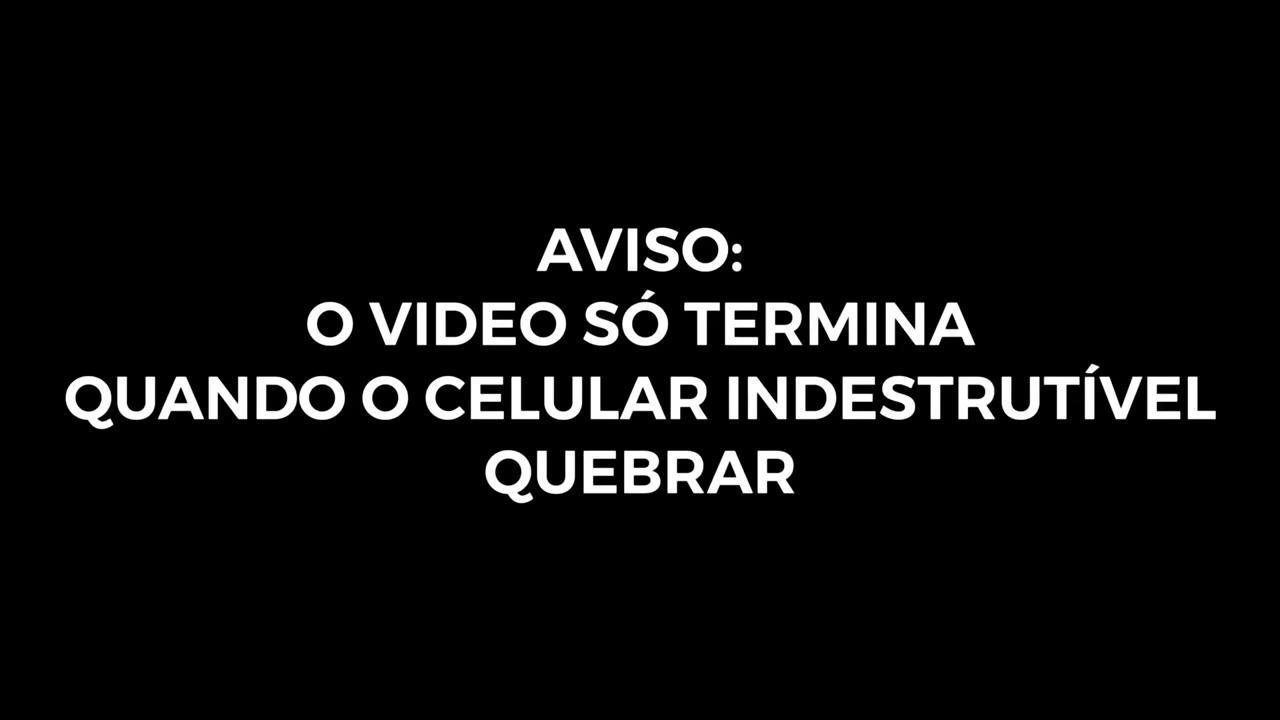 AVISO:
O VIDEO SÓ TERMINA
QUANDO O CELULAR INDESTRUTÍVEL
QUEBRAR